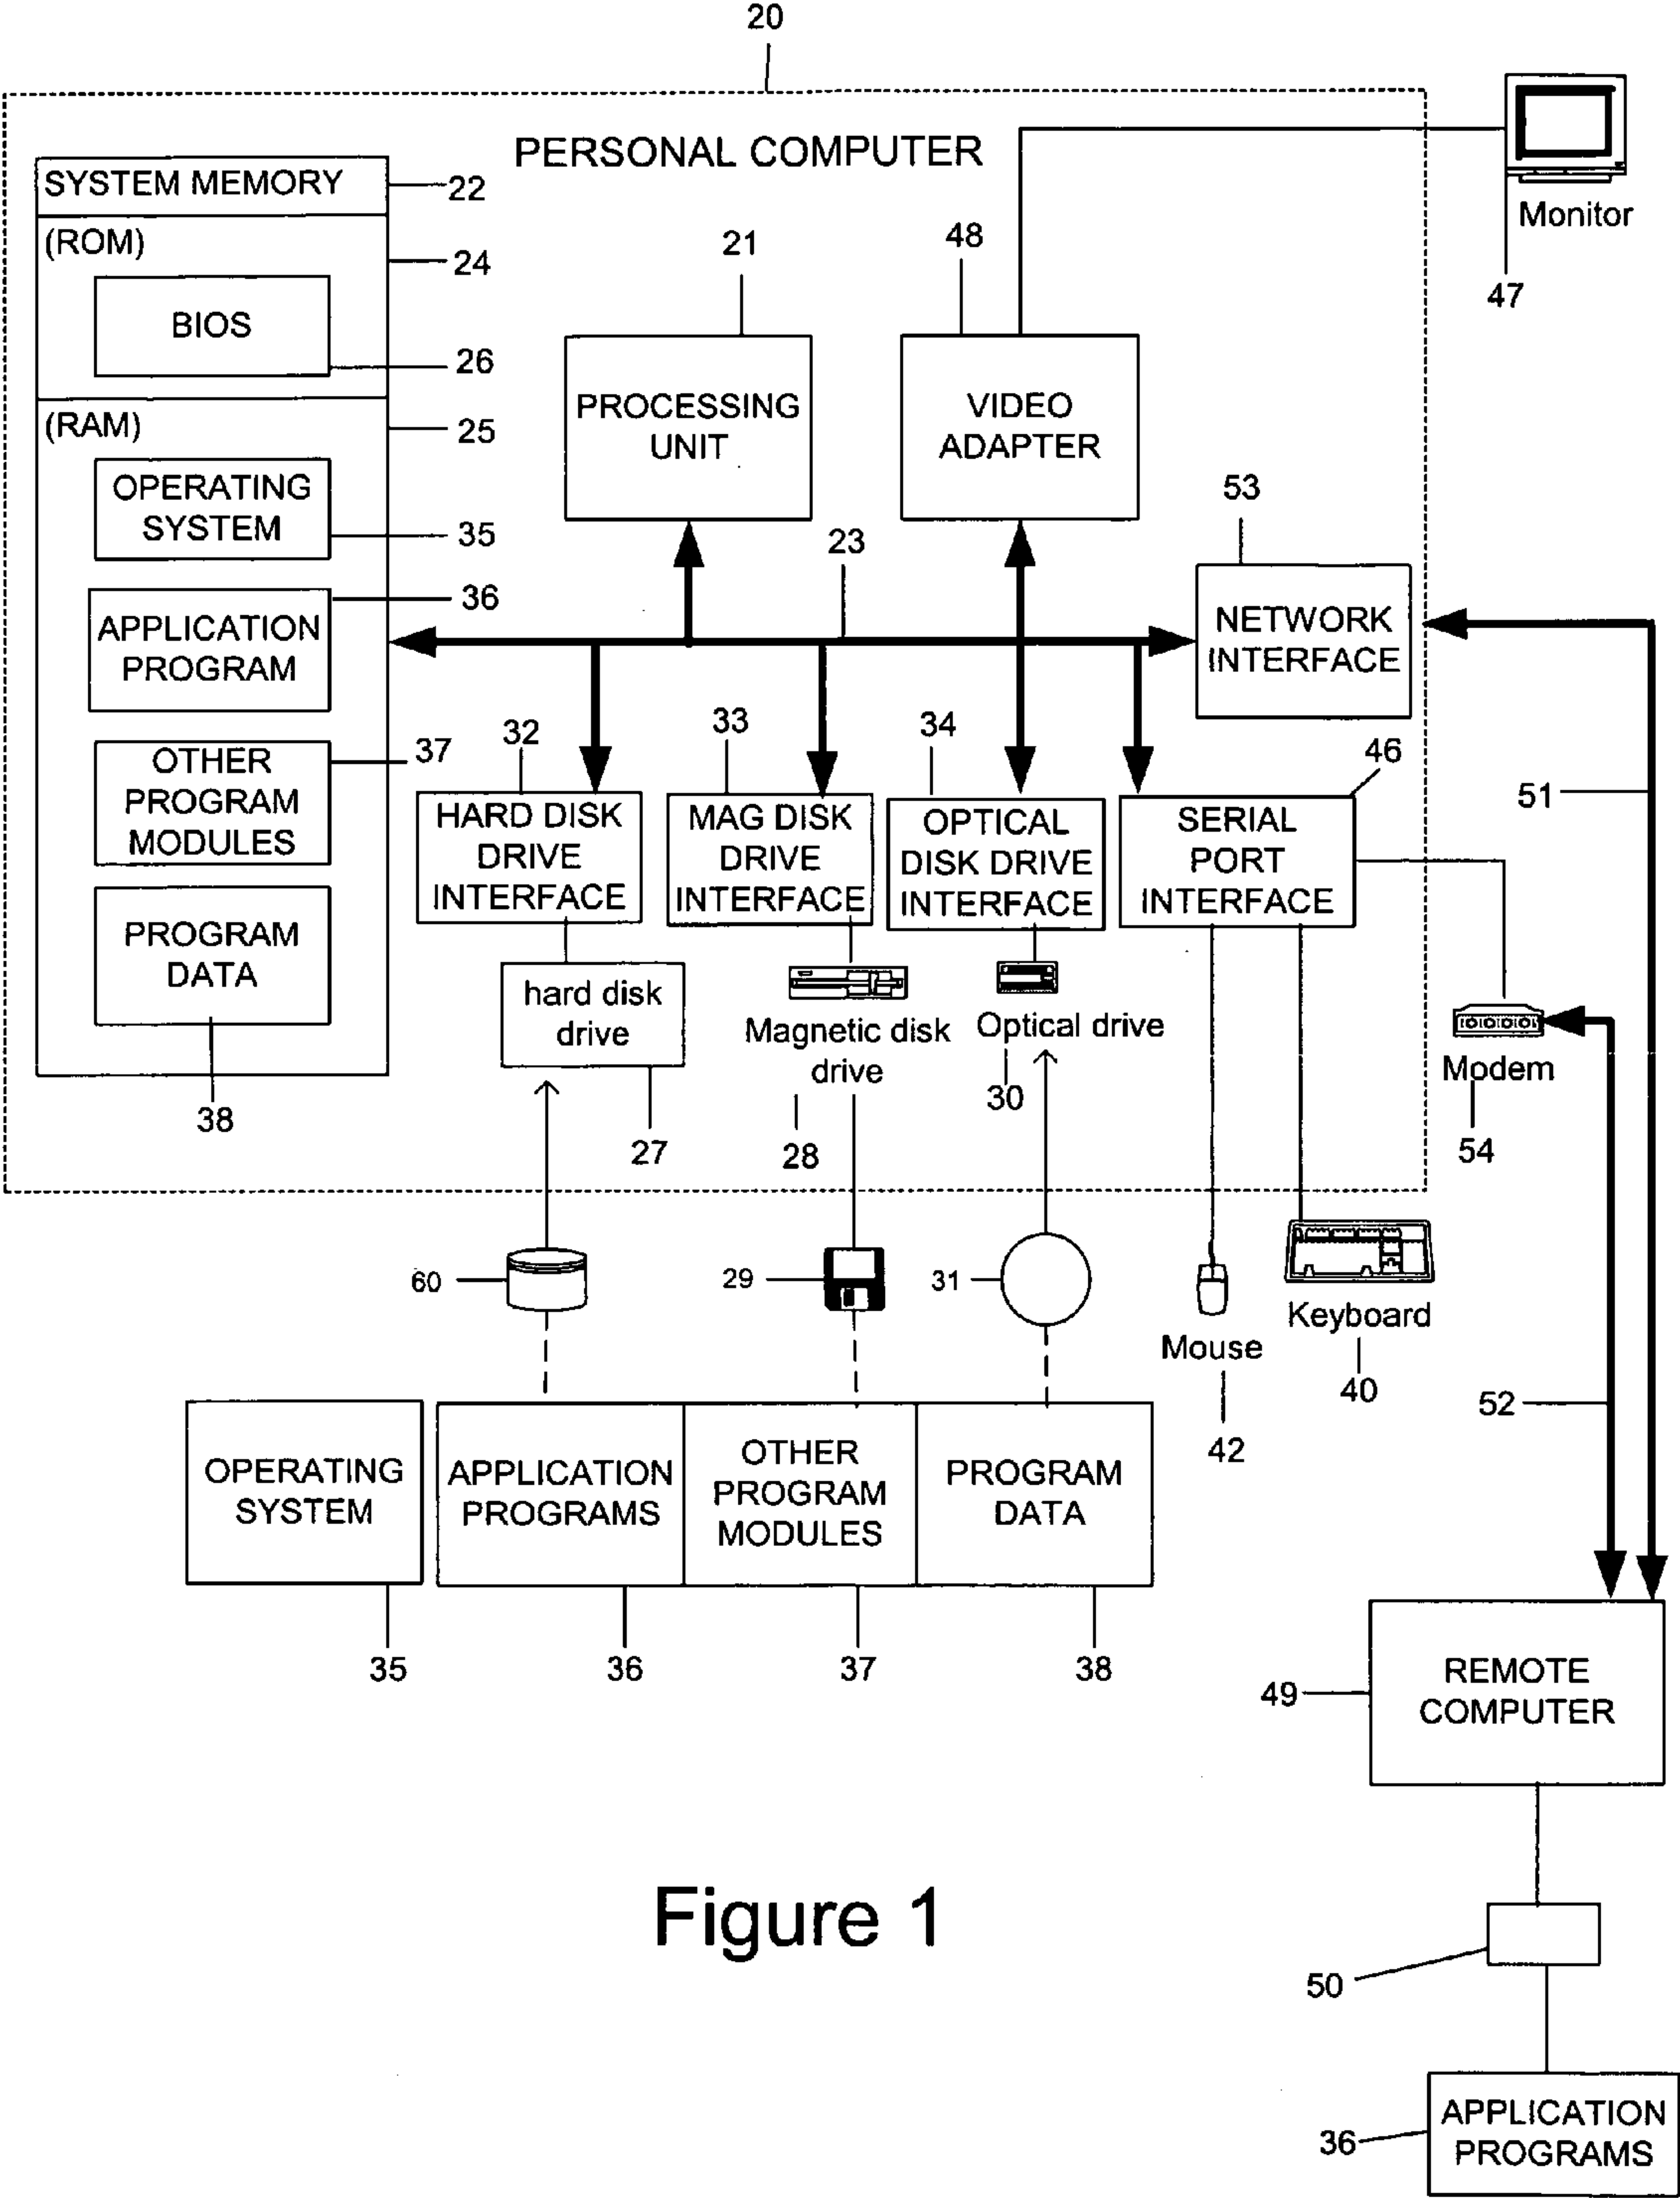 20
PERSONAL COMPUTER
Monitor
47
SYSTEM MEMORY
22
(ROM)
24
BIOS
26
(RAM)
25
OPERATING
SYSTEM
35
APPLICATION
PROGRAM
36
OTHER
PROGRAM
MODULES
37
PROGRAM
DATA
38
21
PROCESSING
UNIT
48
VIDEO
ADAPTER
23
53
NETWORK
INTERFACE
32
HARD DISK
DRIVE
INTERFACE
33
MAG DISK
DRIVE
INTERFACE
34
OPTICAL
DISK DRIVE
INTERFACE
46
SERIAL
PORT
INTERFACE
51
hard disk
drive
27
Magnetic disk
drive
28
Optical drive
30
Modem
54
60
29
31
Mouse
42
Keyboard
40
52
OPERATING
SYSTEM
APPLICATION
PROGRAMS
OTHER
PROGRAM
MODULES
PROGRAM
DATA
35
36
37
38
49
REMOTE
COMPUTER
Figure 1
50
36
APPLICATION
PROGRAMS